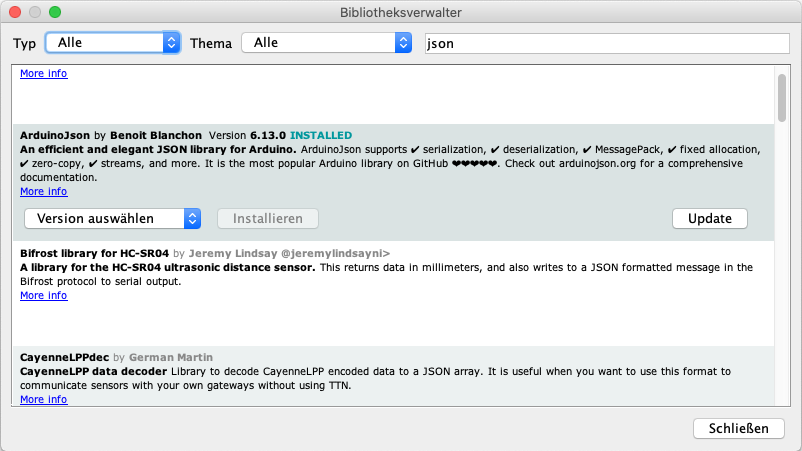 Bibliotheksverwalter
Typ Alle Thema Alle json
More info
ArduinoJson by Benoit Blanchon Version 6.13.0 INSTALLED
An efficient and elegant JSON library for Arduino. ArduinoJson supports ✔ serialization, ✔ deserialization, ✔ MessagePack, ✔ fixed allocation,
✔ zero-copy, ✔ streams, and more. It is the most popular Arduino library on GitHub ❤❤❤❤❤. Check out arduinojson.org for a comprehensive
documentation.
More info
Version auswählen Installieren Update
Bifrost library for HC-SR04 by Jeremy Lindsay @jeremylindsayni>
A library for the HC-SR04 ultrasonic distance sensor. This returns data in millimeters, and also writes to a JSON formatted message in the
Bifrost protocol to serial output.
More info
CayenneLPPdec by German Martin
CayenneLPP data decoder Library to decode CayenneLPP encoded data to a JSON array. It is useful when you want to use this format to
communicate sensors with your own gateways without using TTN.
More info
Schließen